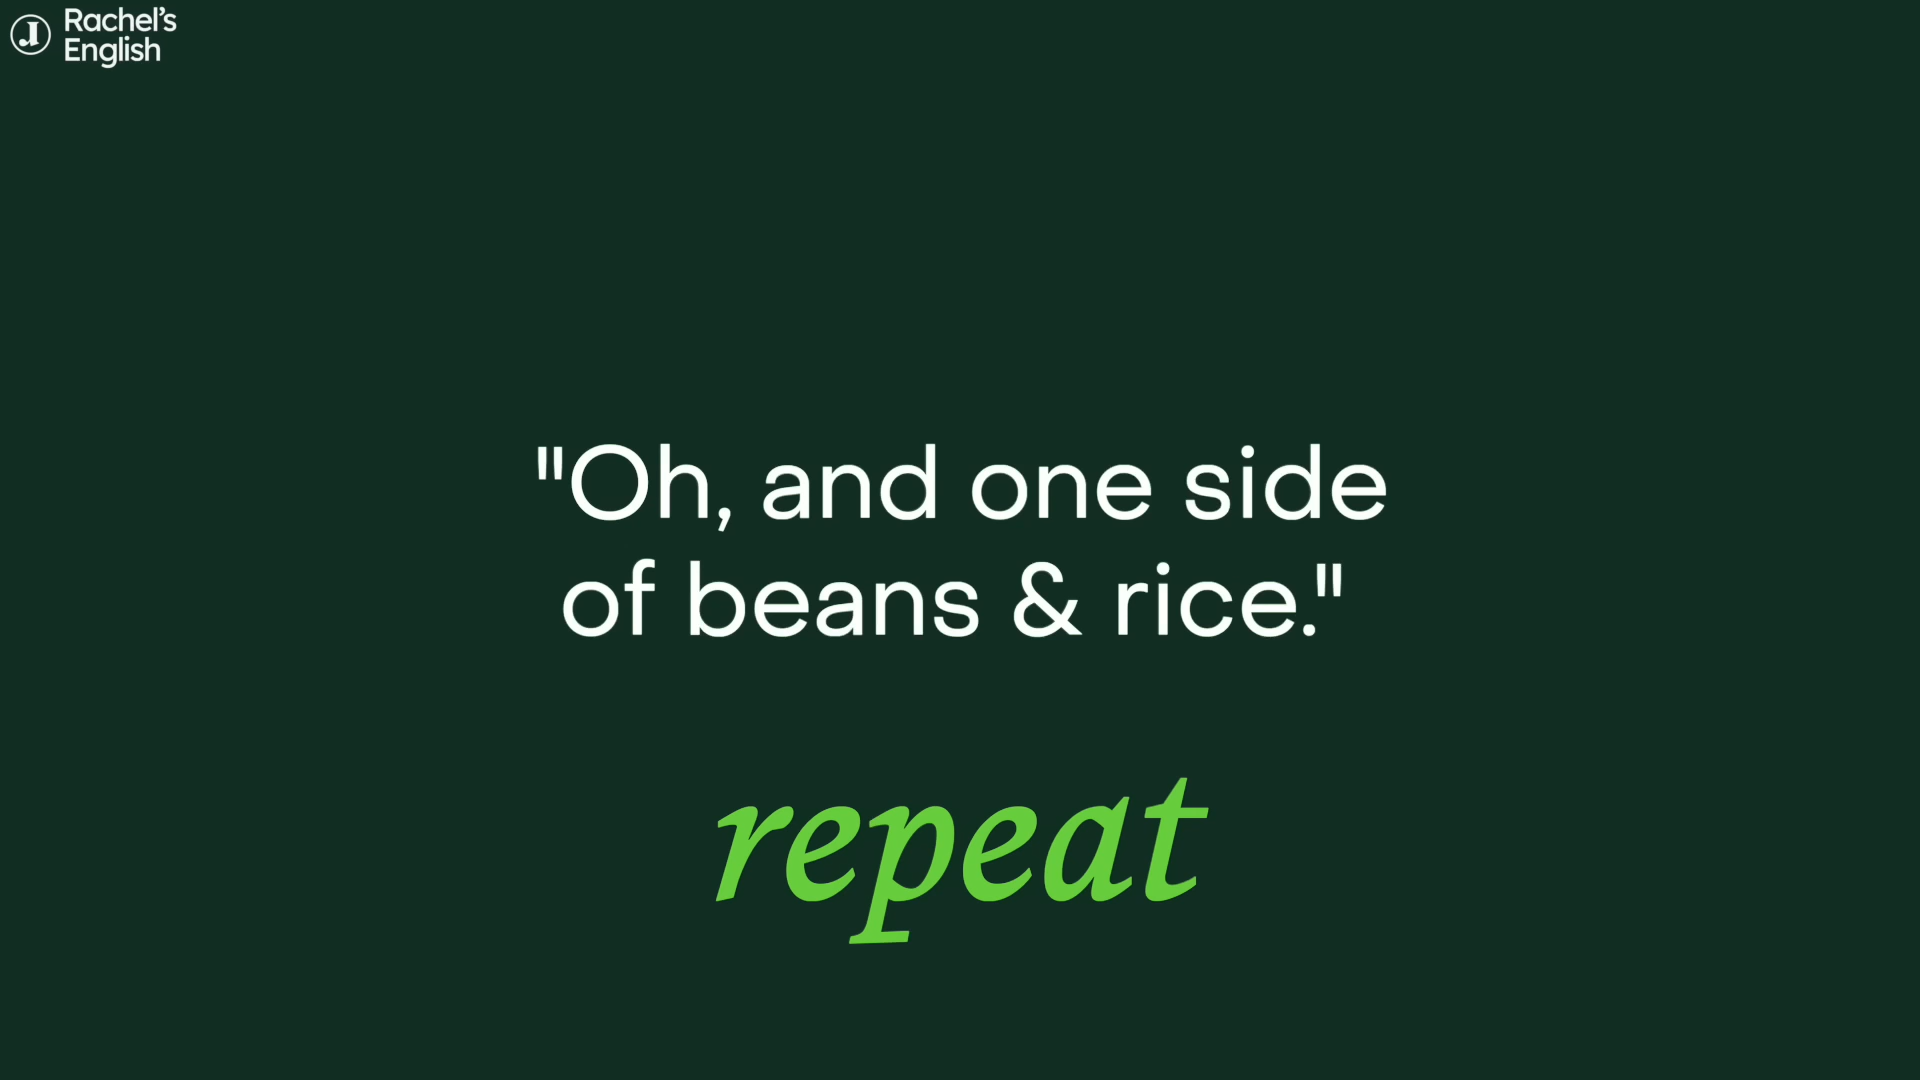 Rachel's
English
"Oh, and one side
of beans & rice."
repeat